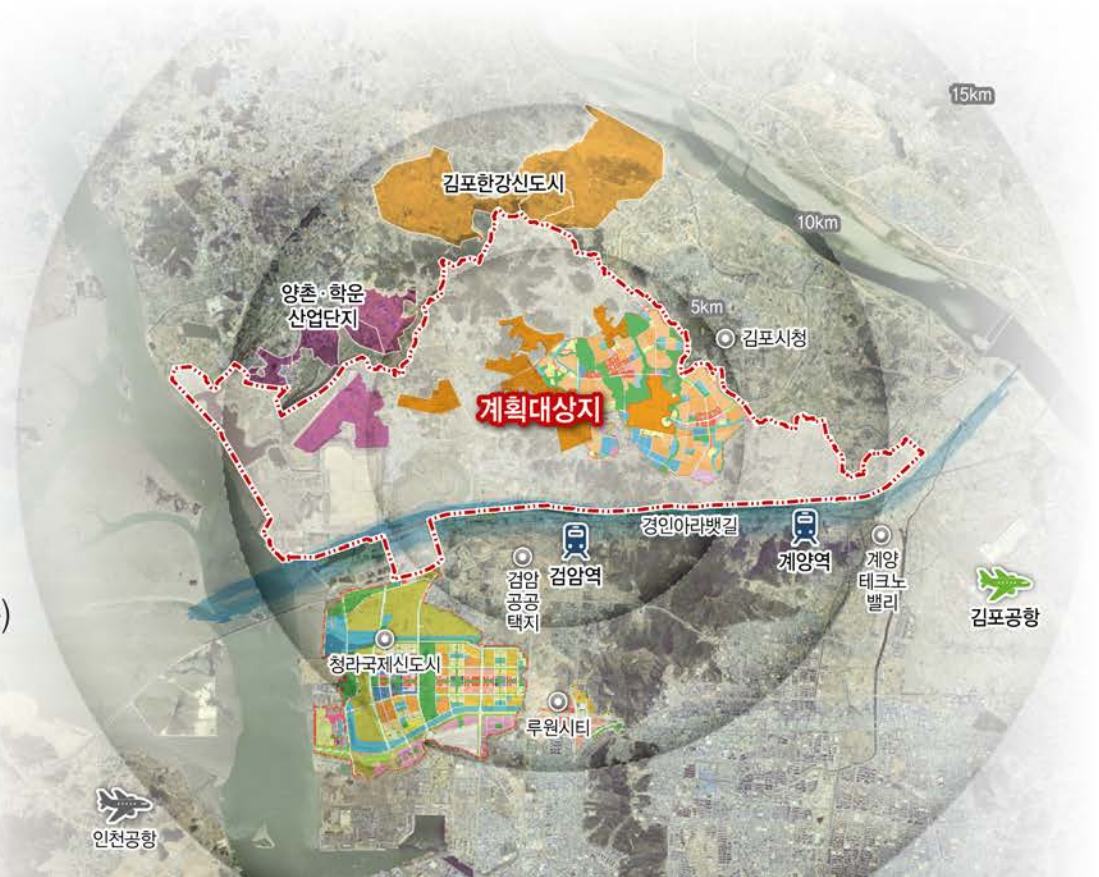 15km
김포한강신도시
10km
양촌·학운
산업단지
5km
김포시청
계획대상지
경인아라뱃길
검암
공공
택지
검암역
계양역
계양
테크노
밸리
김포공항
)
청라국제신도시
루원시티
인천공항